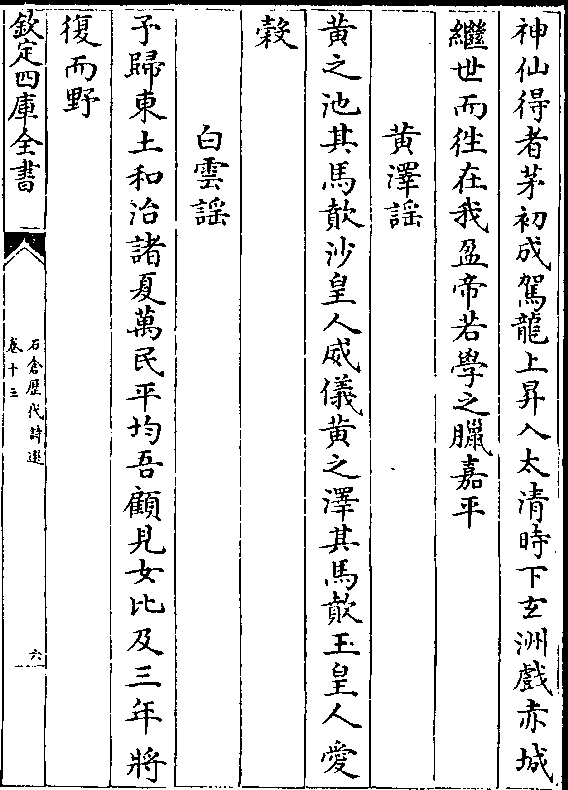 神仙得者茅初成駕龍上昇入太清時下玄洲戲赤城
繼世而徃在我盈帝若學之臘嘉平
黄澤謡
黄之池其馬歕沙皇人威儀黄之澤其馬歕玉皇人愛
糓
白雲謡
予歸東土和治諸夏萬民平均吾顧見女比及三年將
復而野
欽定四庫全書
石倉歷代詩選
卷十三
六